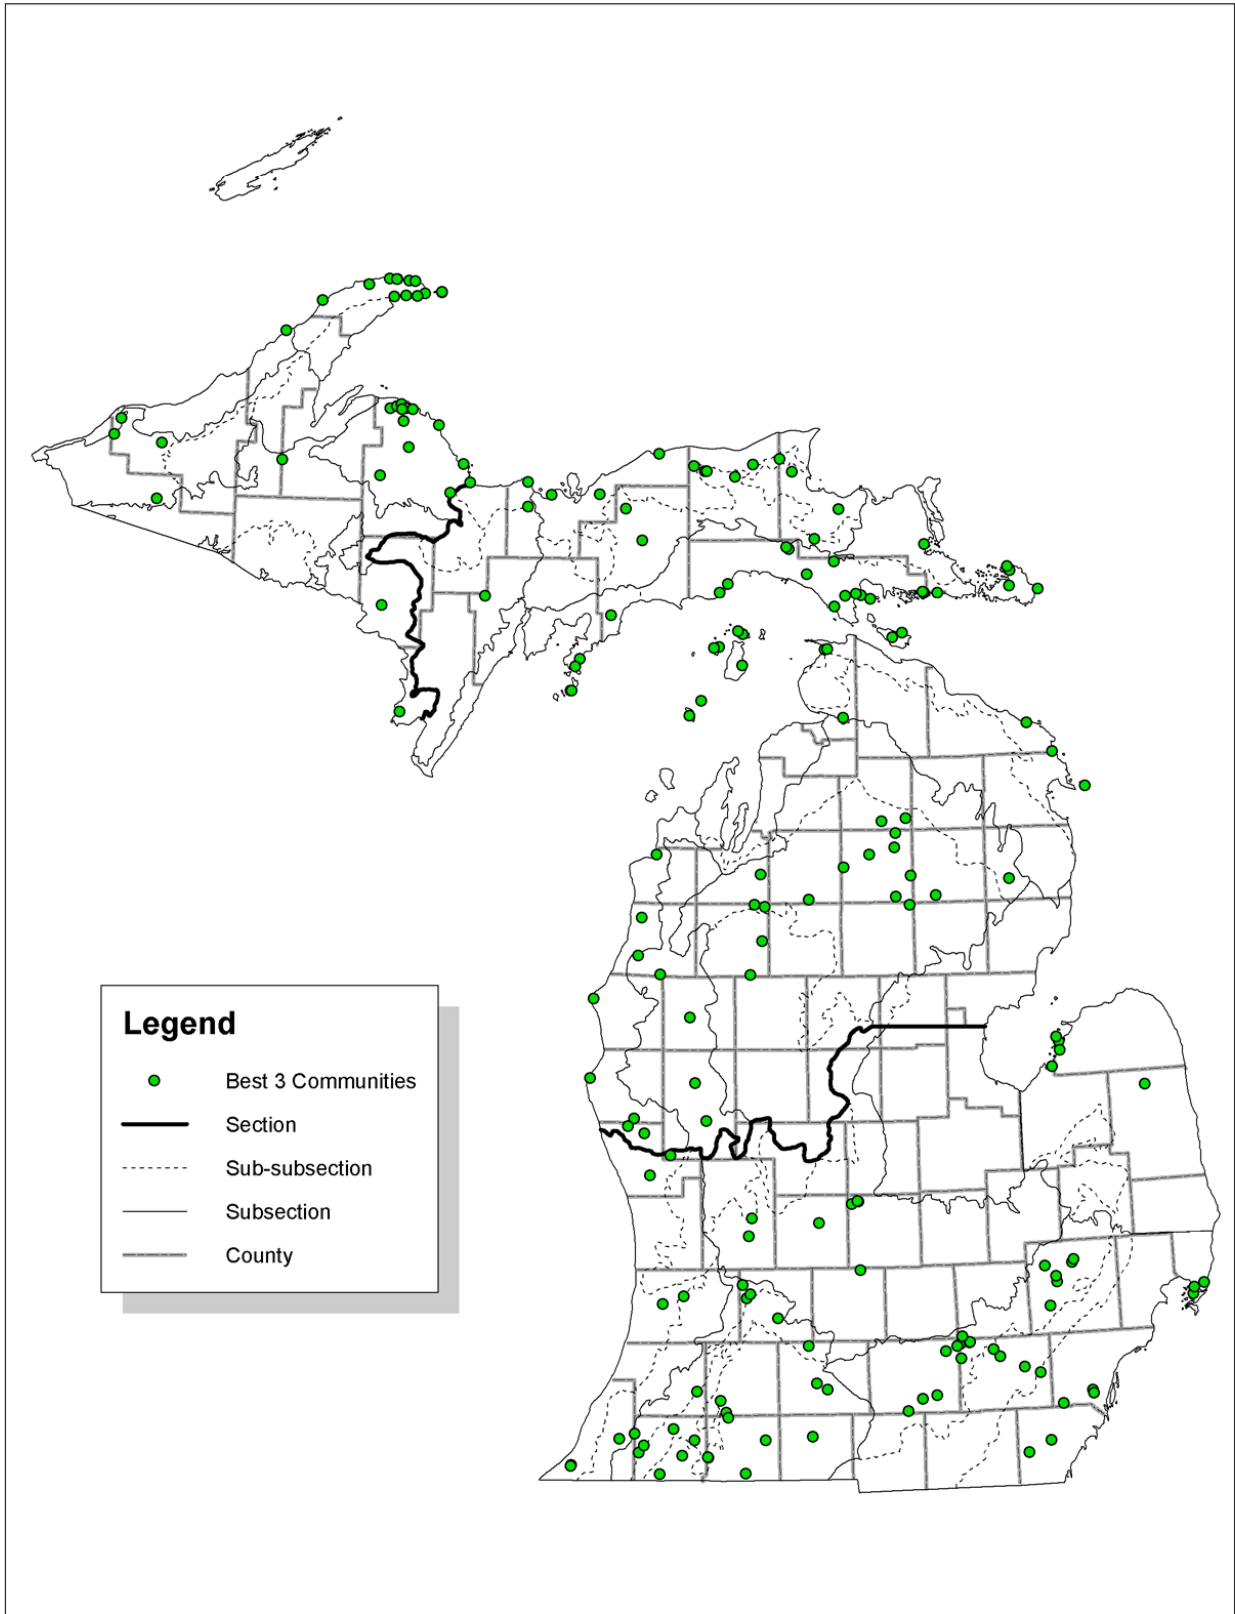 Legend
Best 3 Communities
Section
Sub-subsection
Subsection
County